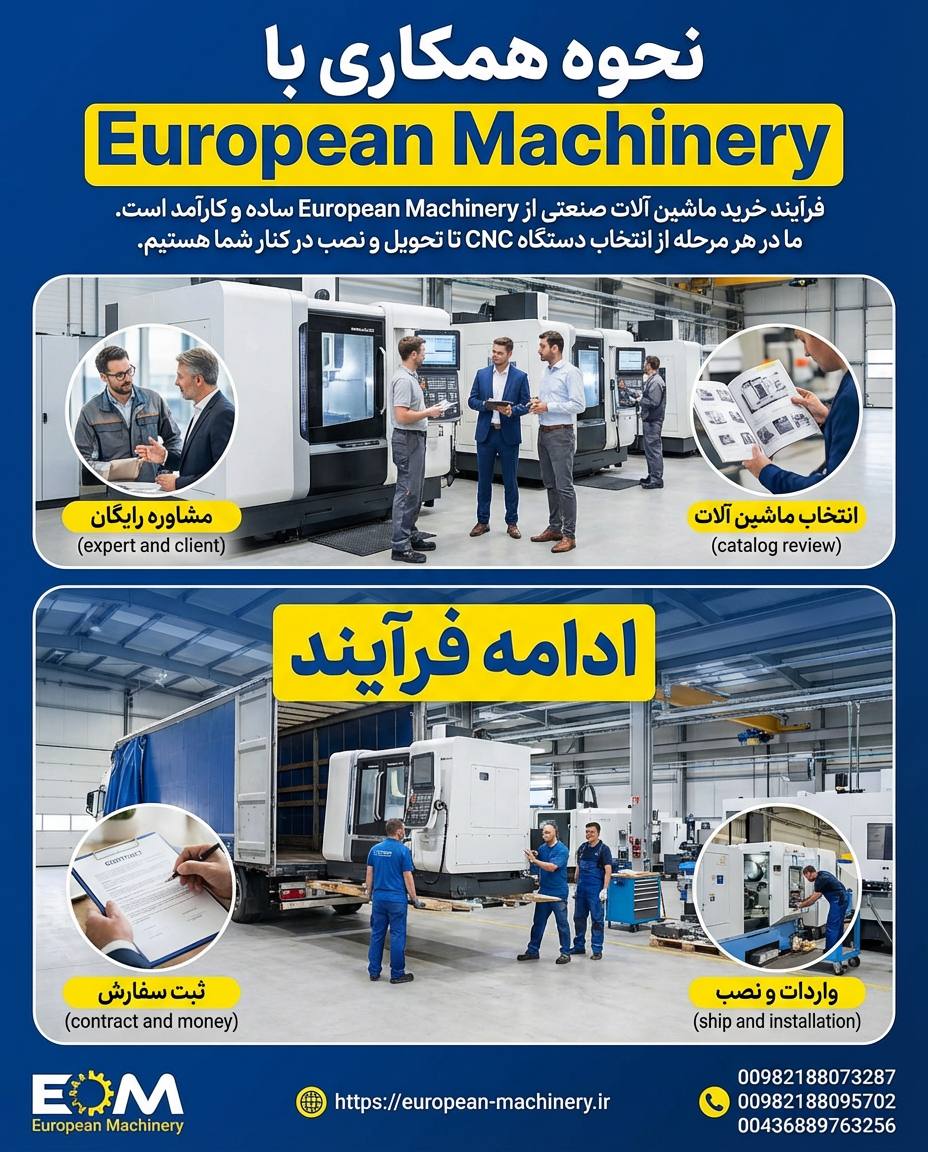 نحوه همکاری با
European Machinery
فرآیند خرید ماشین آلات صنعتی از European Machinery ساده و کارآمد است.
ما در هر مرحله از انتخاب دستگاه CNC تا تحویل و نصب در کنار شما هستیم.
انتخاب ماشین آلات
(catalog review)
مشاوره رایگان
(expert and client)
ادامه فرآیند
واردات و نصب
(ship and installation)
ثبت سفارش
(contract and money)
EOM
European Machinery
https://european-machinery.ir
00982188073287
00982188095702
00436889763256